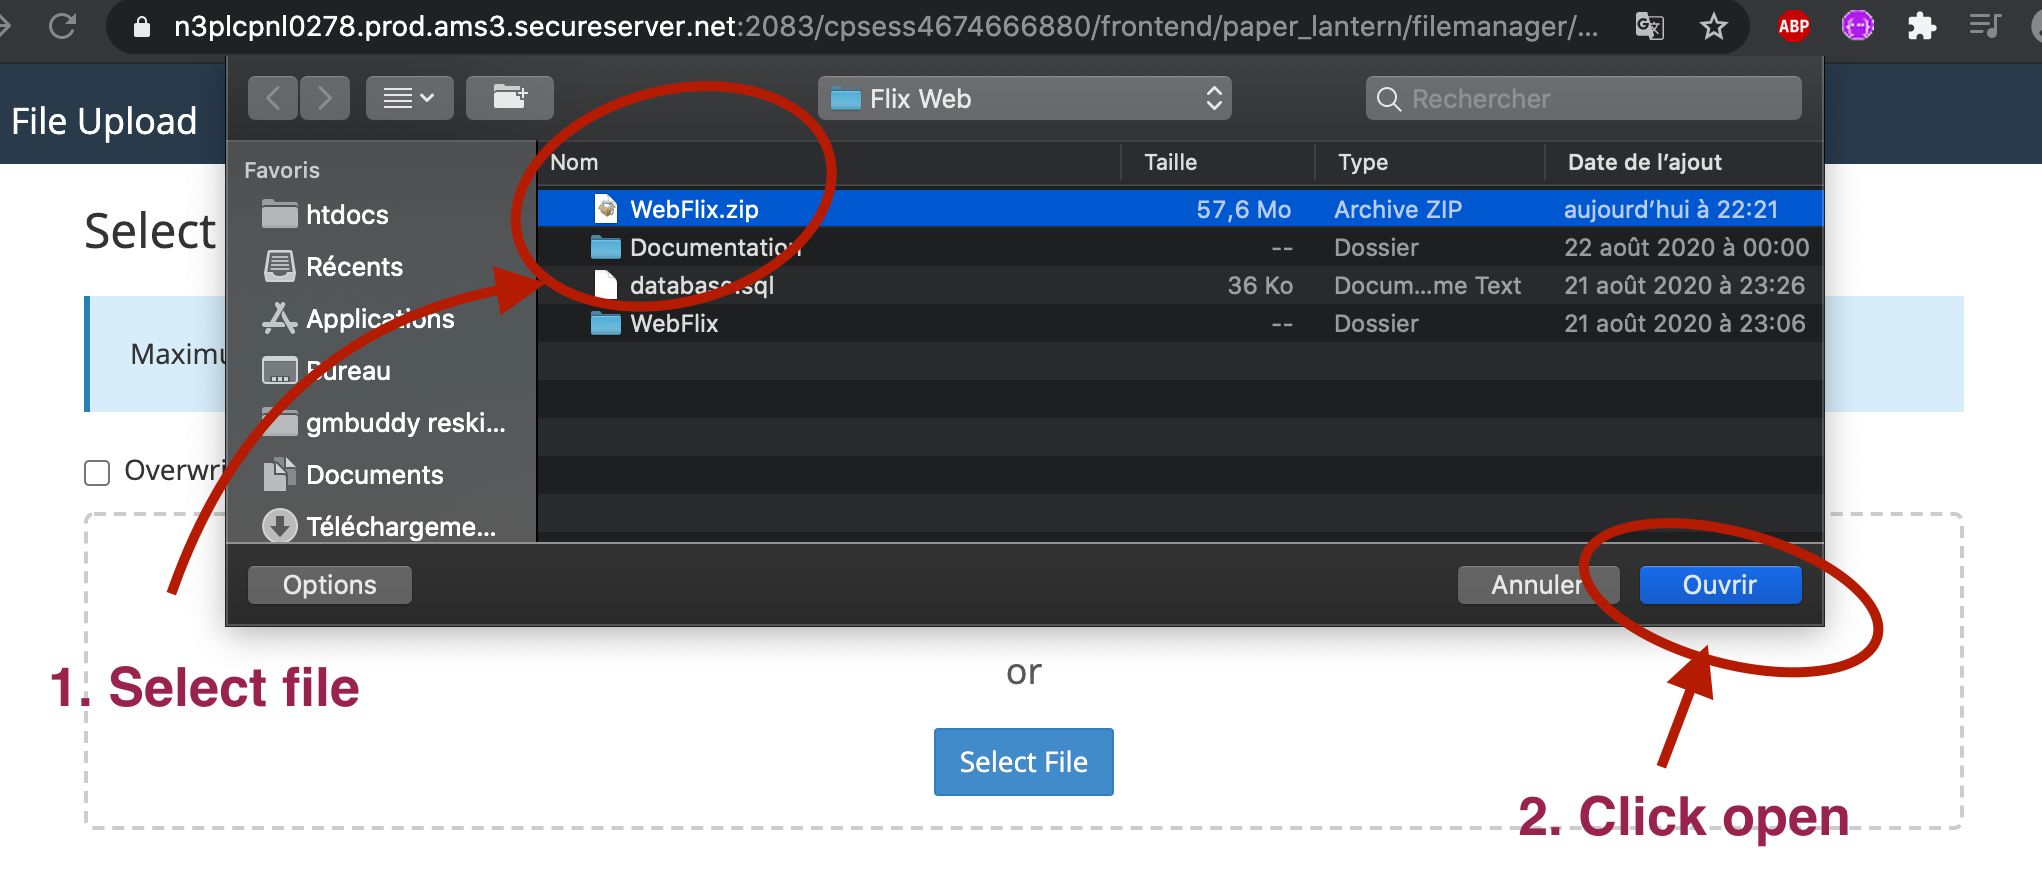 n3plcpnl0278.prod.ams3.secureserver.net:2083/cpsess4674666880/frontend/paper_lantern/filemanager/...
ABP
File Upload
Flix Web
Rechercher
Favoris
htdocs
Récents
Applications
Bureau
gmbuddy reski...
Documents
Téléchargeme...
Nom Taille Type Date de l’ajout
WebFlix.zip 57,6 Mo Archive ZIP aujourd’hui à 22:21
Documentation -- Dossier 22 août 2020 à 00:00
database.sql 36 Ko Docum...me Text 21 août 2020 à 23:26
WebFlix -- Dossier 21 août 2020 à 23:06
Options Annuler Ouvrir
Select
Maximu
Overwri
1. Select file
or
Select File
2. Click open